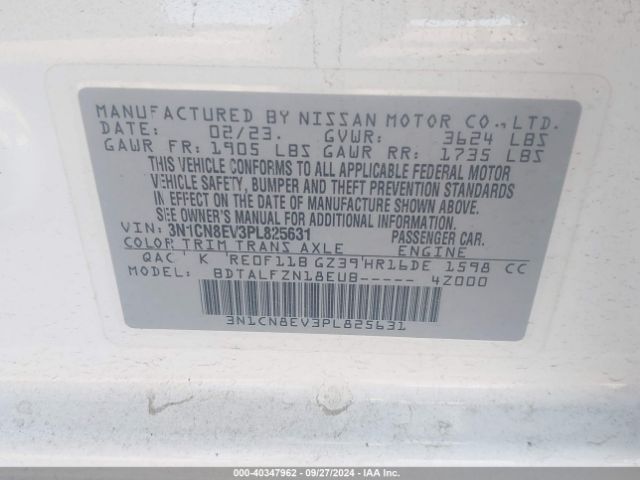 MANUFACTURED BY NISSAN MOTOR CO., LTD.
DATE: 02/23. GVWR: 3624 LBS
GAWR FR: 1905 LBS GAWR RR: 1735 LBS
THIS VEHICLE CONFORMS TO ALL APPLICABLE FEDERAL MOTOR
VEHICLE SAFETY, BUMPER AND THEFT PREVENTION STANDARDS
IN EFFECT ON THE DATE OF MANUFACTURE SHOWN ABOVE.
SEE OWNER'S MANUAL FOR ADDITIONAL INFORMATION.
VIN: 3N1CN8EV3PL825631 PASSENGER CAR.
COLOR TRIM TRANS AXLE ENGINE
QAC ' K 'RE0F11B GZ39'HR16DE 1598 CC
MODEL: BDTALFZN18EUB----- 4Z000
3N1CN8EV3PL825631
000-40347962 - 09/27/2024 - IAA Inc.